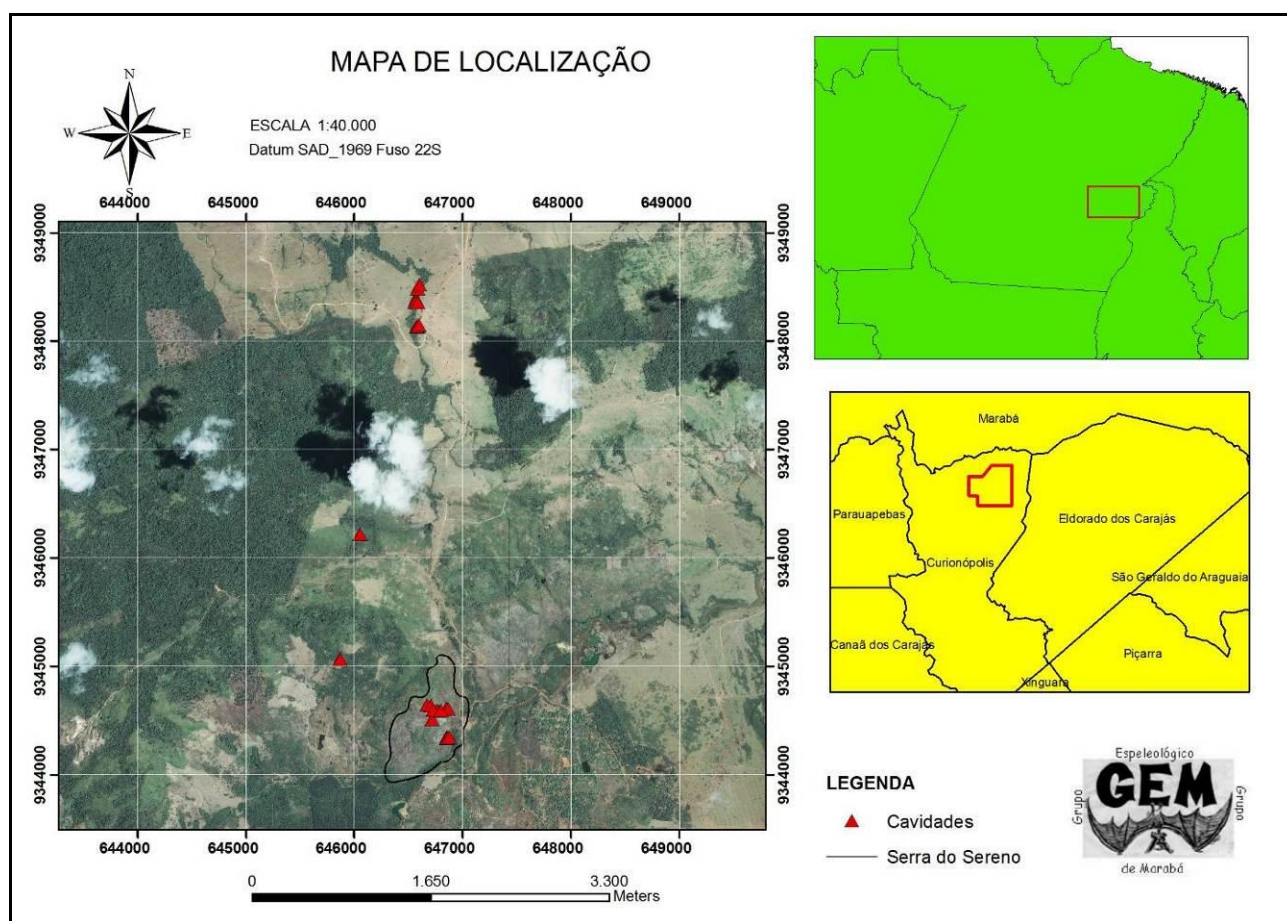 MAPA DE LOCALIZAÇÃO
N
W
E
S
ESCALA 1:40.000
Datum SAD_1969 Fuso 22S
644000 645000 646000 647000 648000 649000
9349000 9349000
9348000 9348000
9347000 9347000
9346000 9346000
9345000 9345000
9344000 9344000
644000 645000 646000 647000 648000 649000
0 1.650 3.300
Meters
Marabá
Parauapebas
Eldorado dos Carajás
Curionópolis
São Geraldo do Araguaia
Canaã dos Carajás
Piçarra
Xinguara
LEGENDA
Cavidades
Serra do Sereno
Espeleológico
Grupo
GEM
Grupo
de Marabá